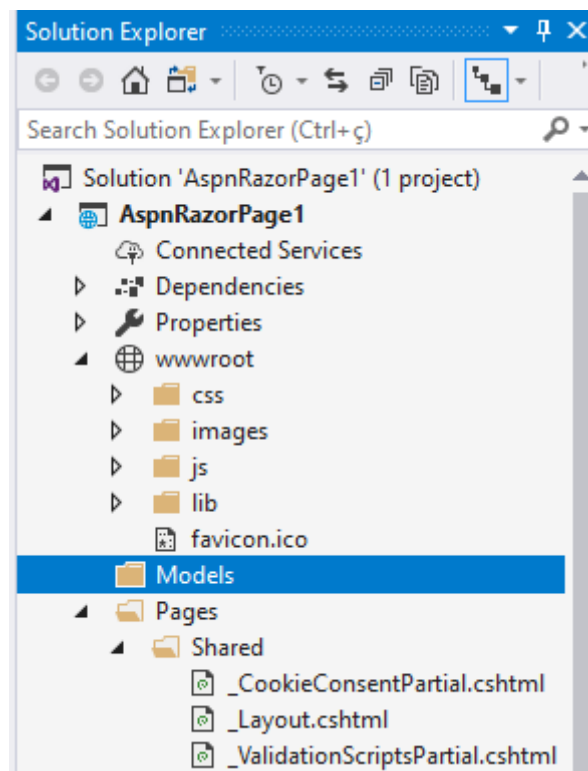 Solution Explorer
Search Solution Explorer (Ctrl+ç)
Solution 'AspnRazorPage1' (1 project)
AspnRazorPage1
Connected Services
Dependencies
Properties
wwwroot
css
images
js
lib
favicon.ico
Models
Pages
Shared
_CookieConsentPartial.cshtml
_Layout.cshtml
_ValidationScriptsPartial.cshtml